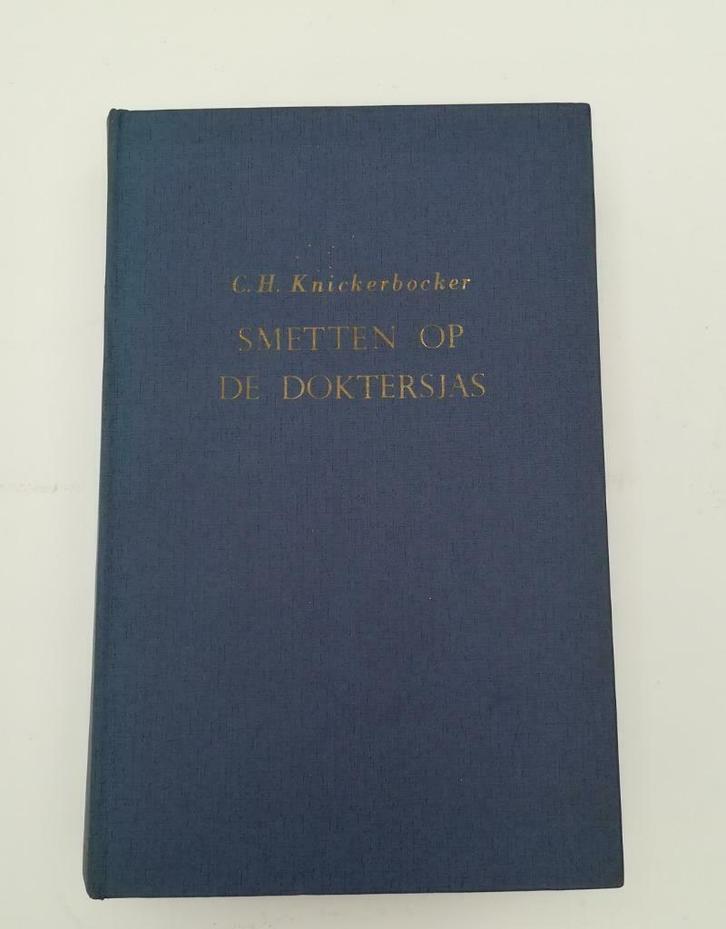 C. H. Knickerbocker
SMETTEN OP
DE DOKTERSJAS